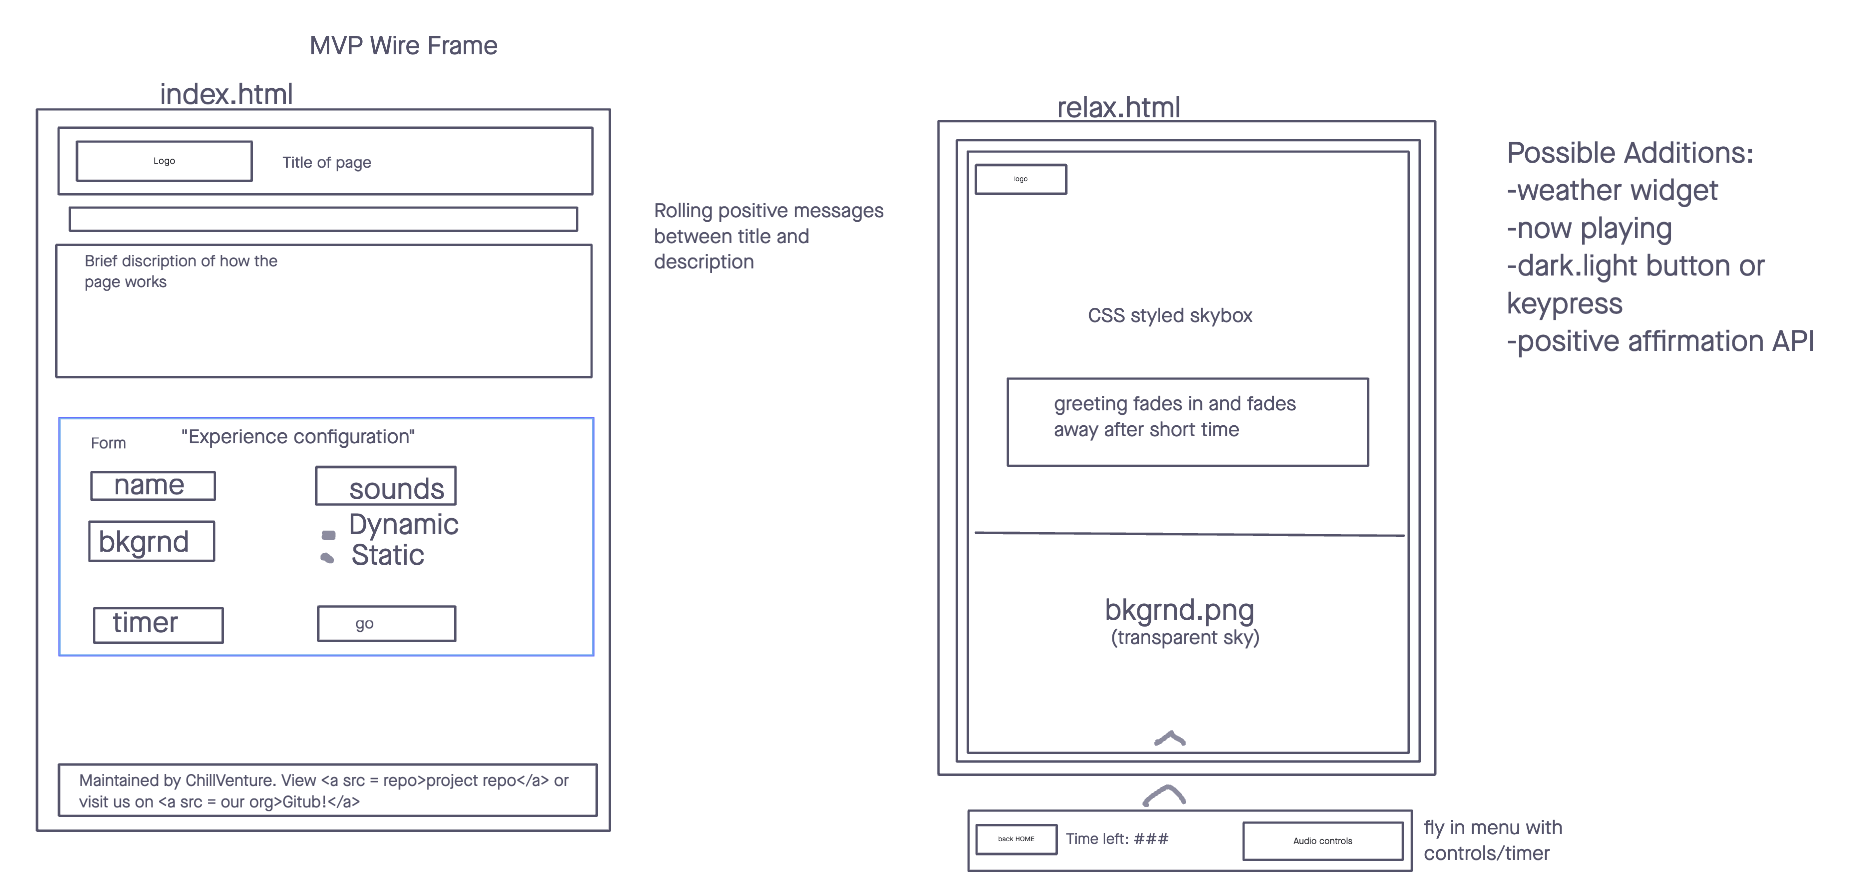 MVP Wire Frame
index.html
Logo
Title of page
Brief discription of how the
page works
Form
"Experience configuration"
name
sounds
bkgrnd
Dynamic
Static
timer
go
Maintained by ChillVenture. View <a src = repo>project repo</a> or
visit us on <a src = our org>Gitub!</a>
Rolling positive messages
between title and
description
relax.html
logo
CSS styled skybox
greeting fades in and fades
away after short time
bkgrnd.png
(transparent sky)
back HOME
Time left: ###
Audio controls
fly in menu with
controls/timer
Possible Additions:
-weather widget
-now playing
-dark.light button or
keypress
-positive affirmation API